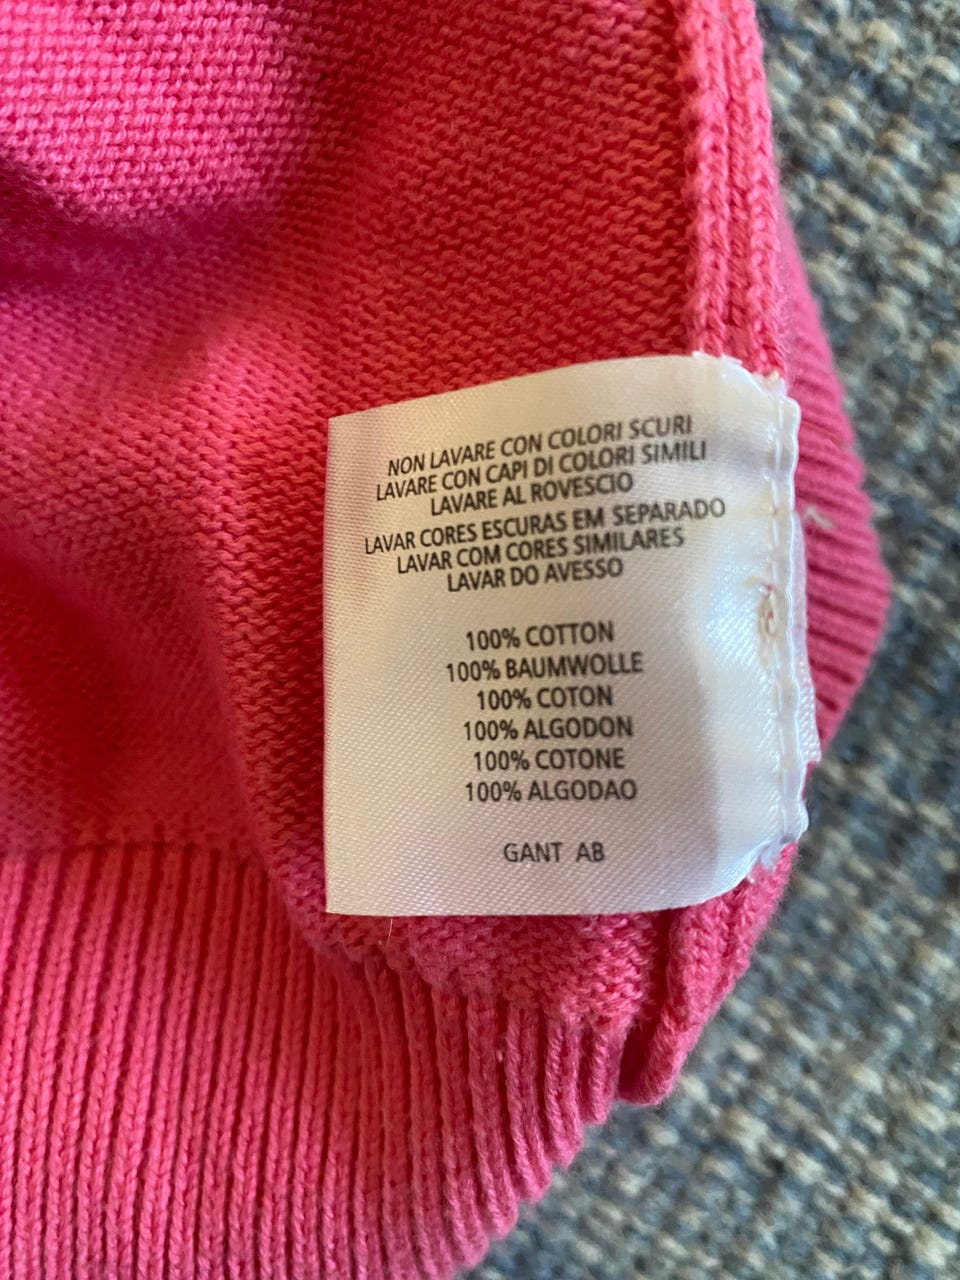 NON LAVARE CON COLORI SCURI
LAVARE CON CAPI DI COLORI SIMILI
LAVARE AL ROVESCIO
LAVAR CORES ESCURAS EM SEPARADO
LAVAR COM CORES SIMILARES
LAVAR DO AVESSO
100% COTTON
100% BAUMWOLLE
100% COTON
100% ALGODON
100% COTONE
100% ALGODAO
GANT AB